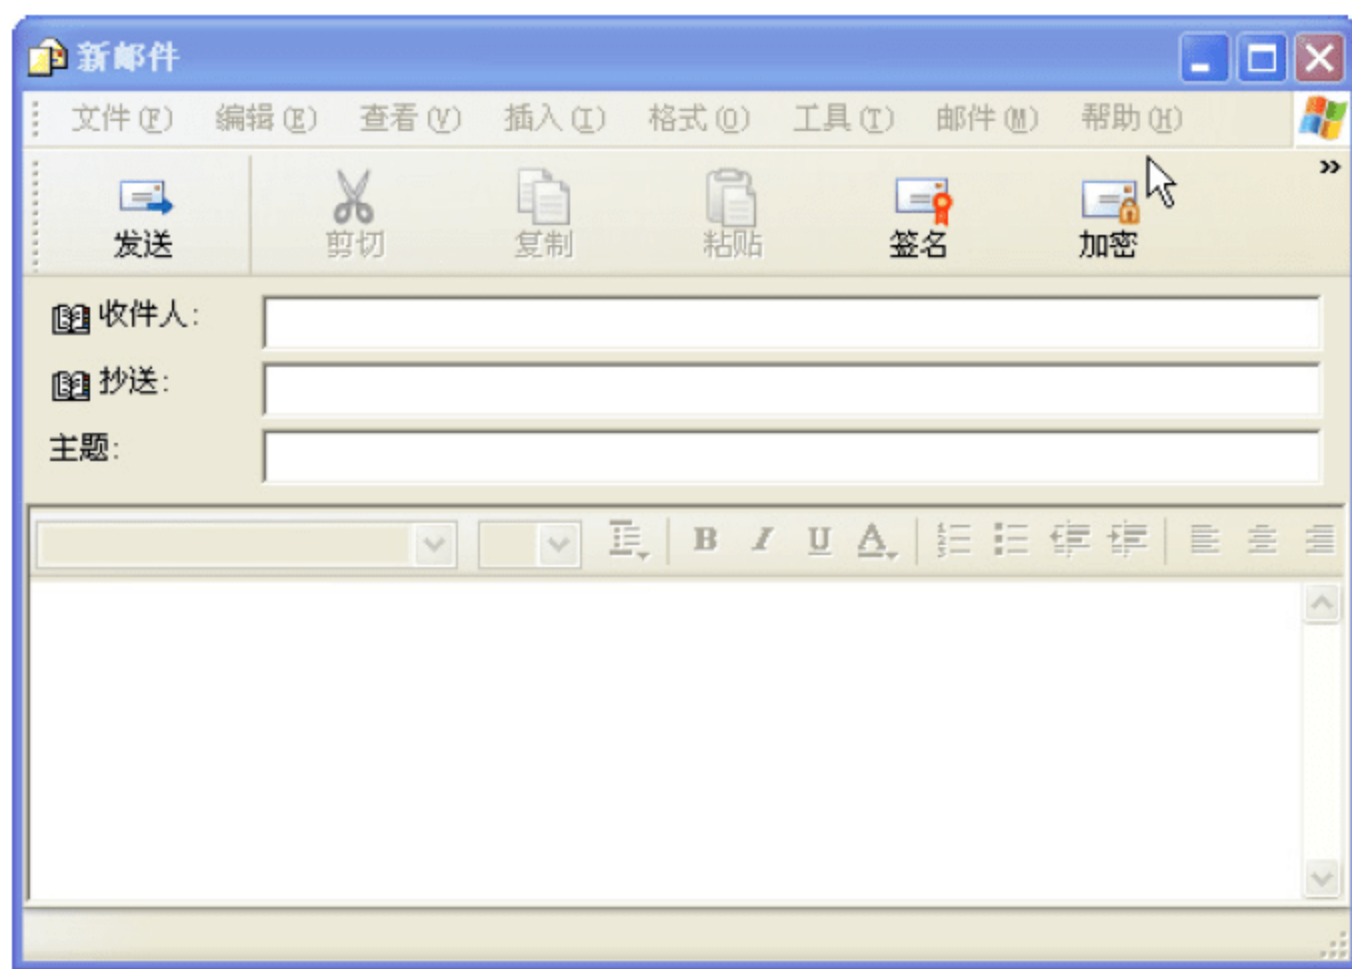 新邮件
文件(F) 编辑(E) 查看(V) 插入(I) 格式(O) 工具(T) 邮件(M) 帮助(H)
发送 剪切 复制 粘贴 签名 加密
收件人:
抄送:
主题:
B I U A